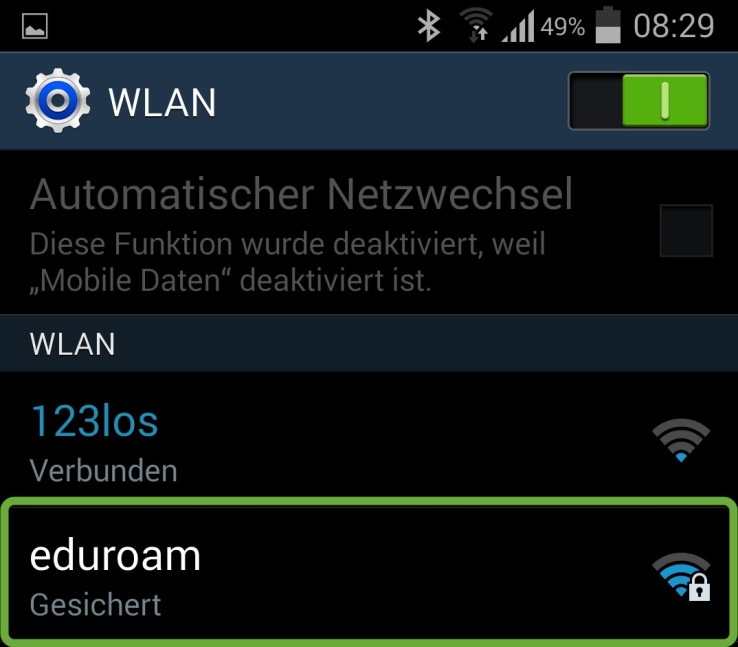 49% 08:29
WLAN
Automatischer Netzwechsel
Diese Funktion wurde deaktiviert, weil
„Mobile Daten“ deaktiviert ist.
WLAN
123los
Verbunden
eduroam
Gesichert